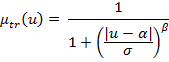 μ_tr(u) = 1 / (1 + (|u − α| / σ)^β)